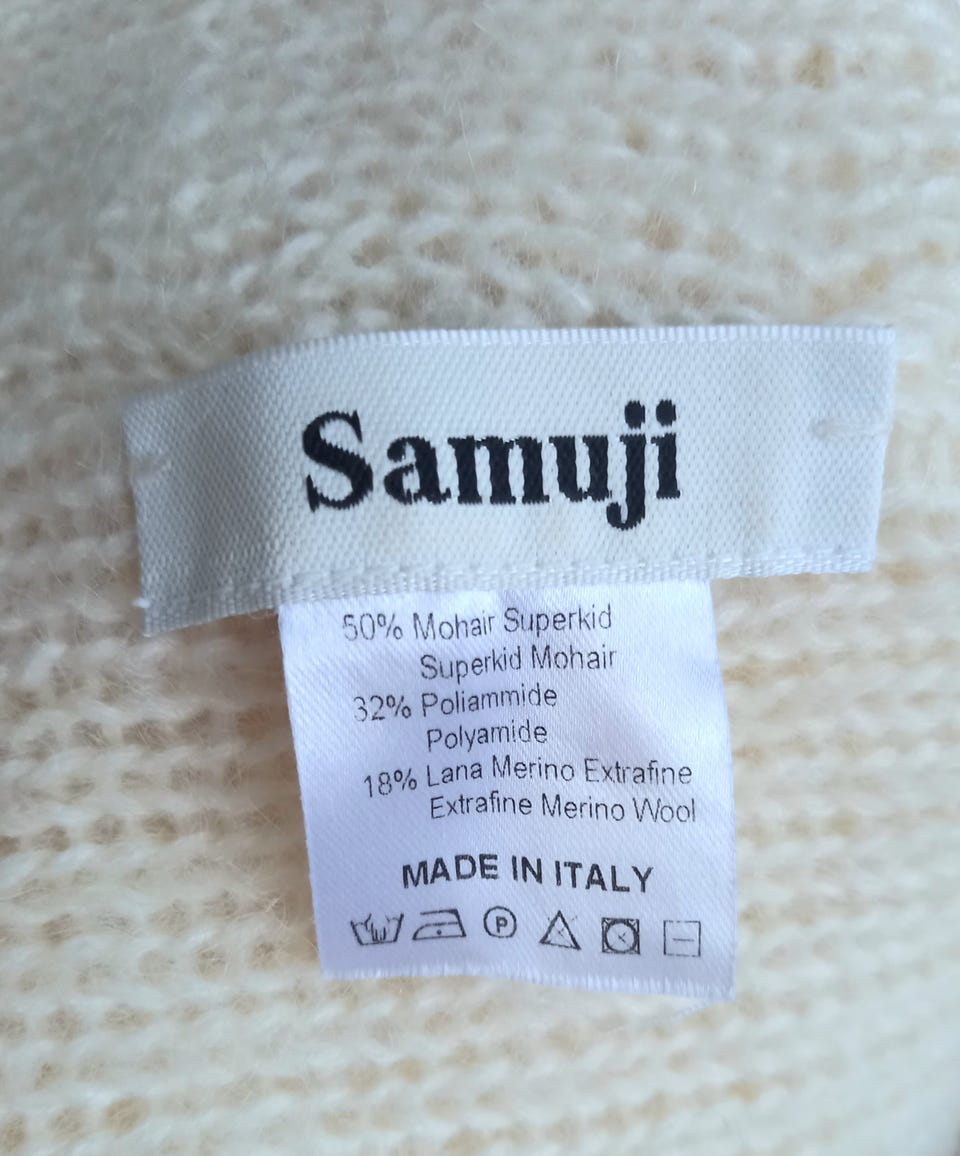 Samuji
50% Mohair Superkid
Superkid Mohair
32% Poliammide
Polyamide
18% Lana Merino Extrafine
Extrafine Merino Wool
MADE IN ITALY
P